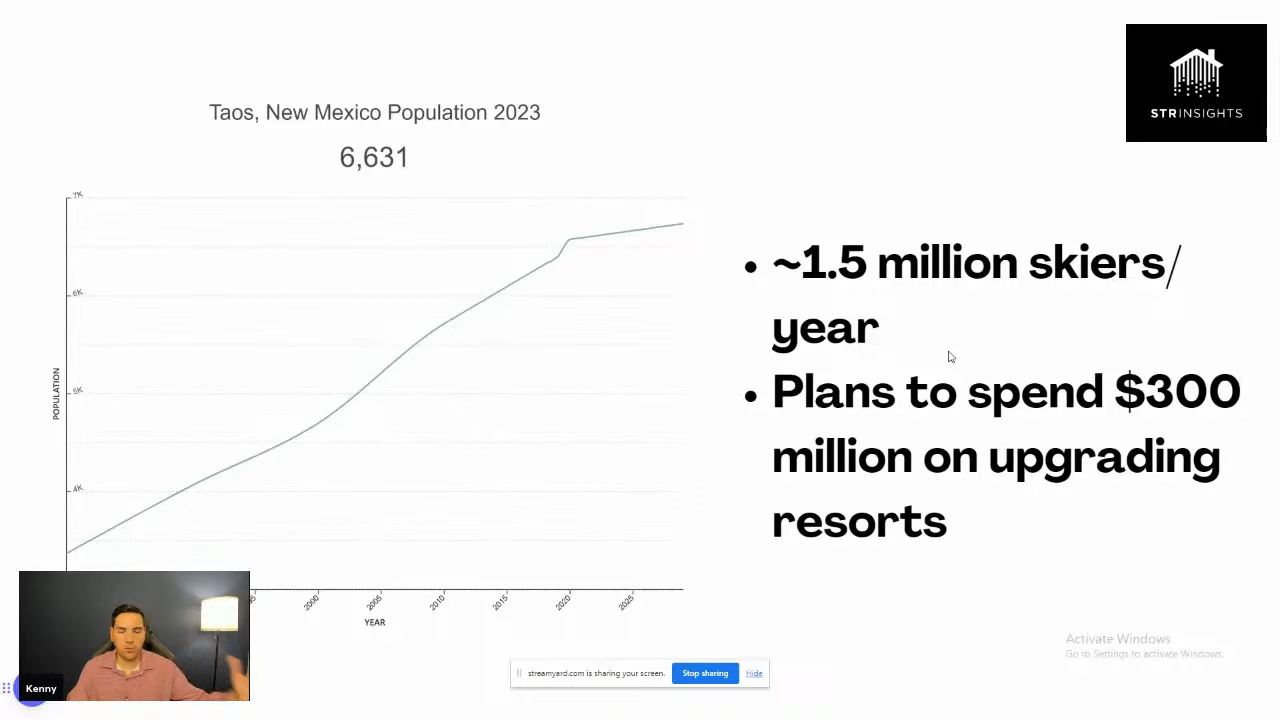 STRINSIGHTS
Taos, New Mexico Population 2023
6,631
7K
6K
5K
4K
POPULATION
2000
2005
2010
2015
2020
2025
YEAR
• ~1.5 million skiers/
year
• Plans to spend $300
million on upgrading
resorts
Activate Windows
Go to Settings to activate Windows.
streamyard.com is sharing your screen.
Stop sharing
Hide
Kenny